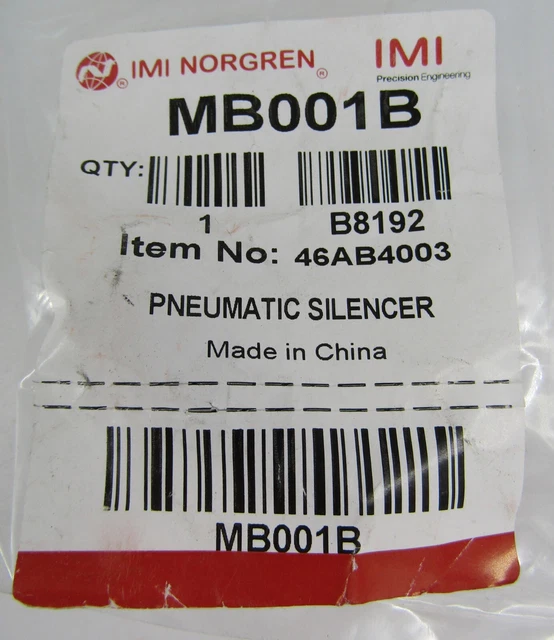 IMI NORGREN® IMI
Precision Engineering
MB001B
QTY:
1 B8192
Item No: 46AB4003
PNEUMATIC SILENCER
Made in China
MB001B